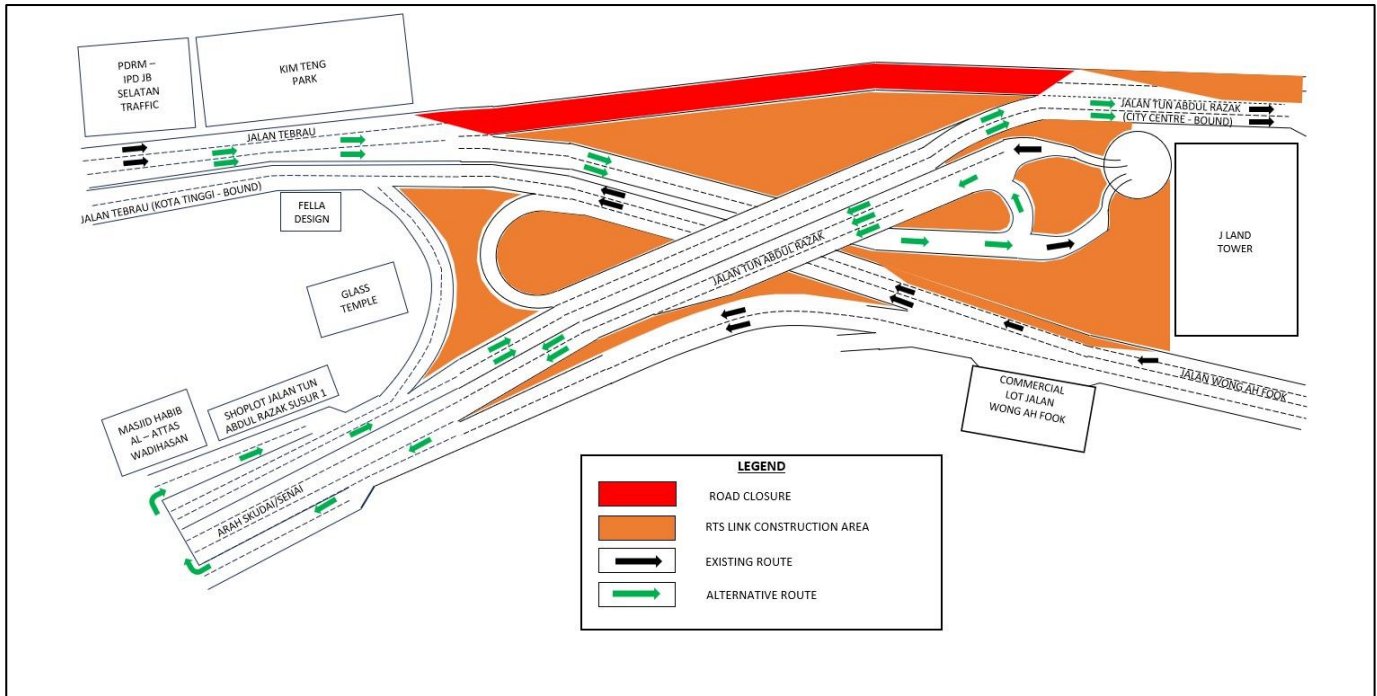 PDRM –
IPD JB
SELATAN
TRAFFIC
KIM TENG
PARK
JALAN TEBRAU
JALAN TEBRAU (KOTA TINGGI - BOUND)
FELLA
DESIGN
GLASS
TEMPLE
JALAN TUN ABDUL RAZAK
(CITY CENTRE - BOUND)
J LAND
TOWER
JALAN TUN ABDUL RAZAK
JALAN WONG AH FOOK
COMMERCIAL
LOT JALAN
WONG AH FOOK
SHOPLOT JALAN TUN
ABDUL RAZAK SUSUR 1
MASJID HABIB
AL – ATTAS
WADIHASAN
ARAH SKUDAI/SENAI
LEGEND
ROAD CLOSURE
RTS LINK CONSTRUCTION AREA
EXISTING ROUTE
ALTERNATIVE ROUTE